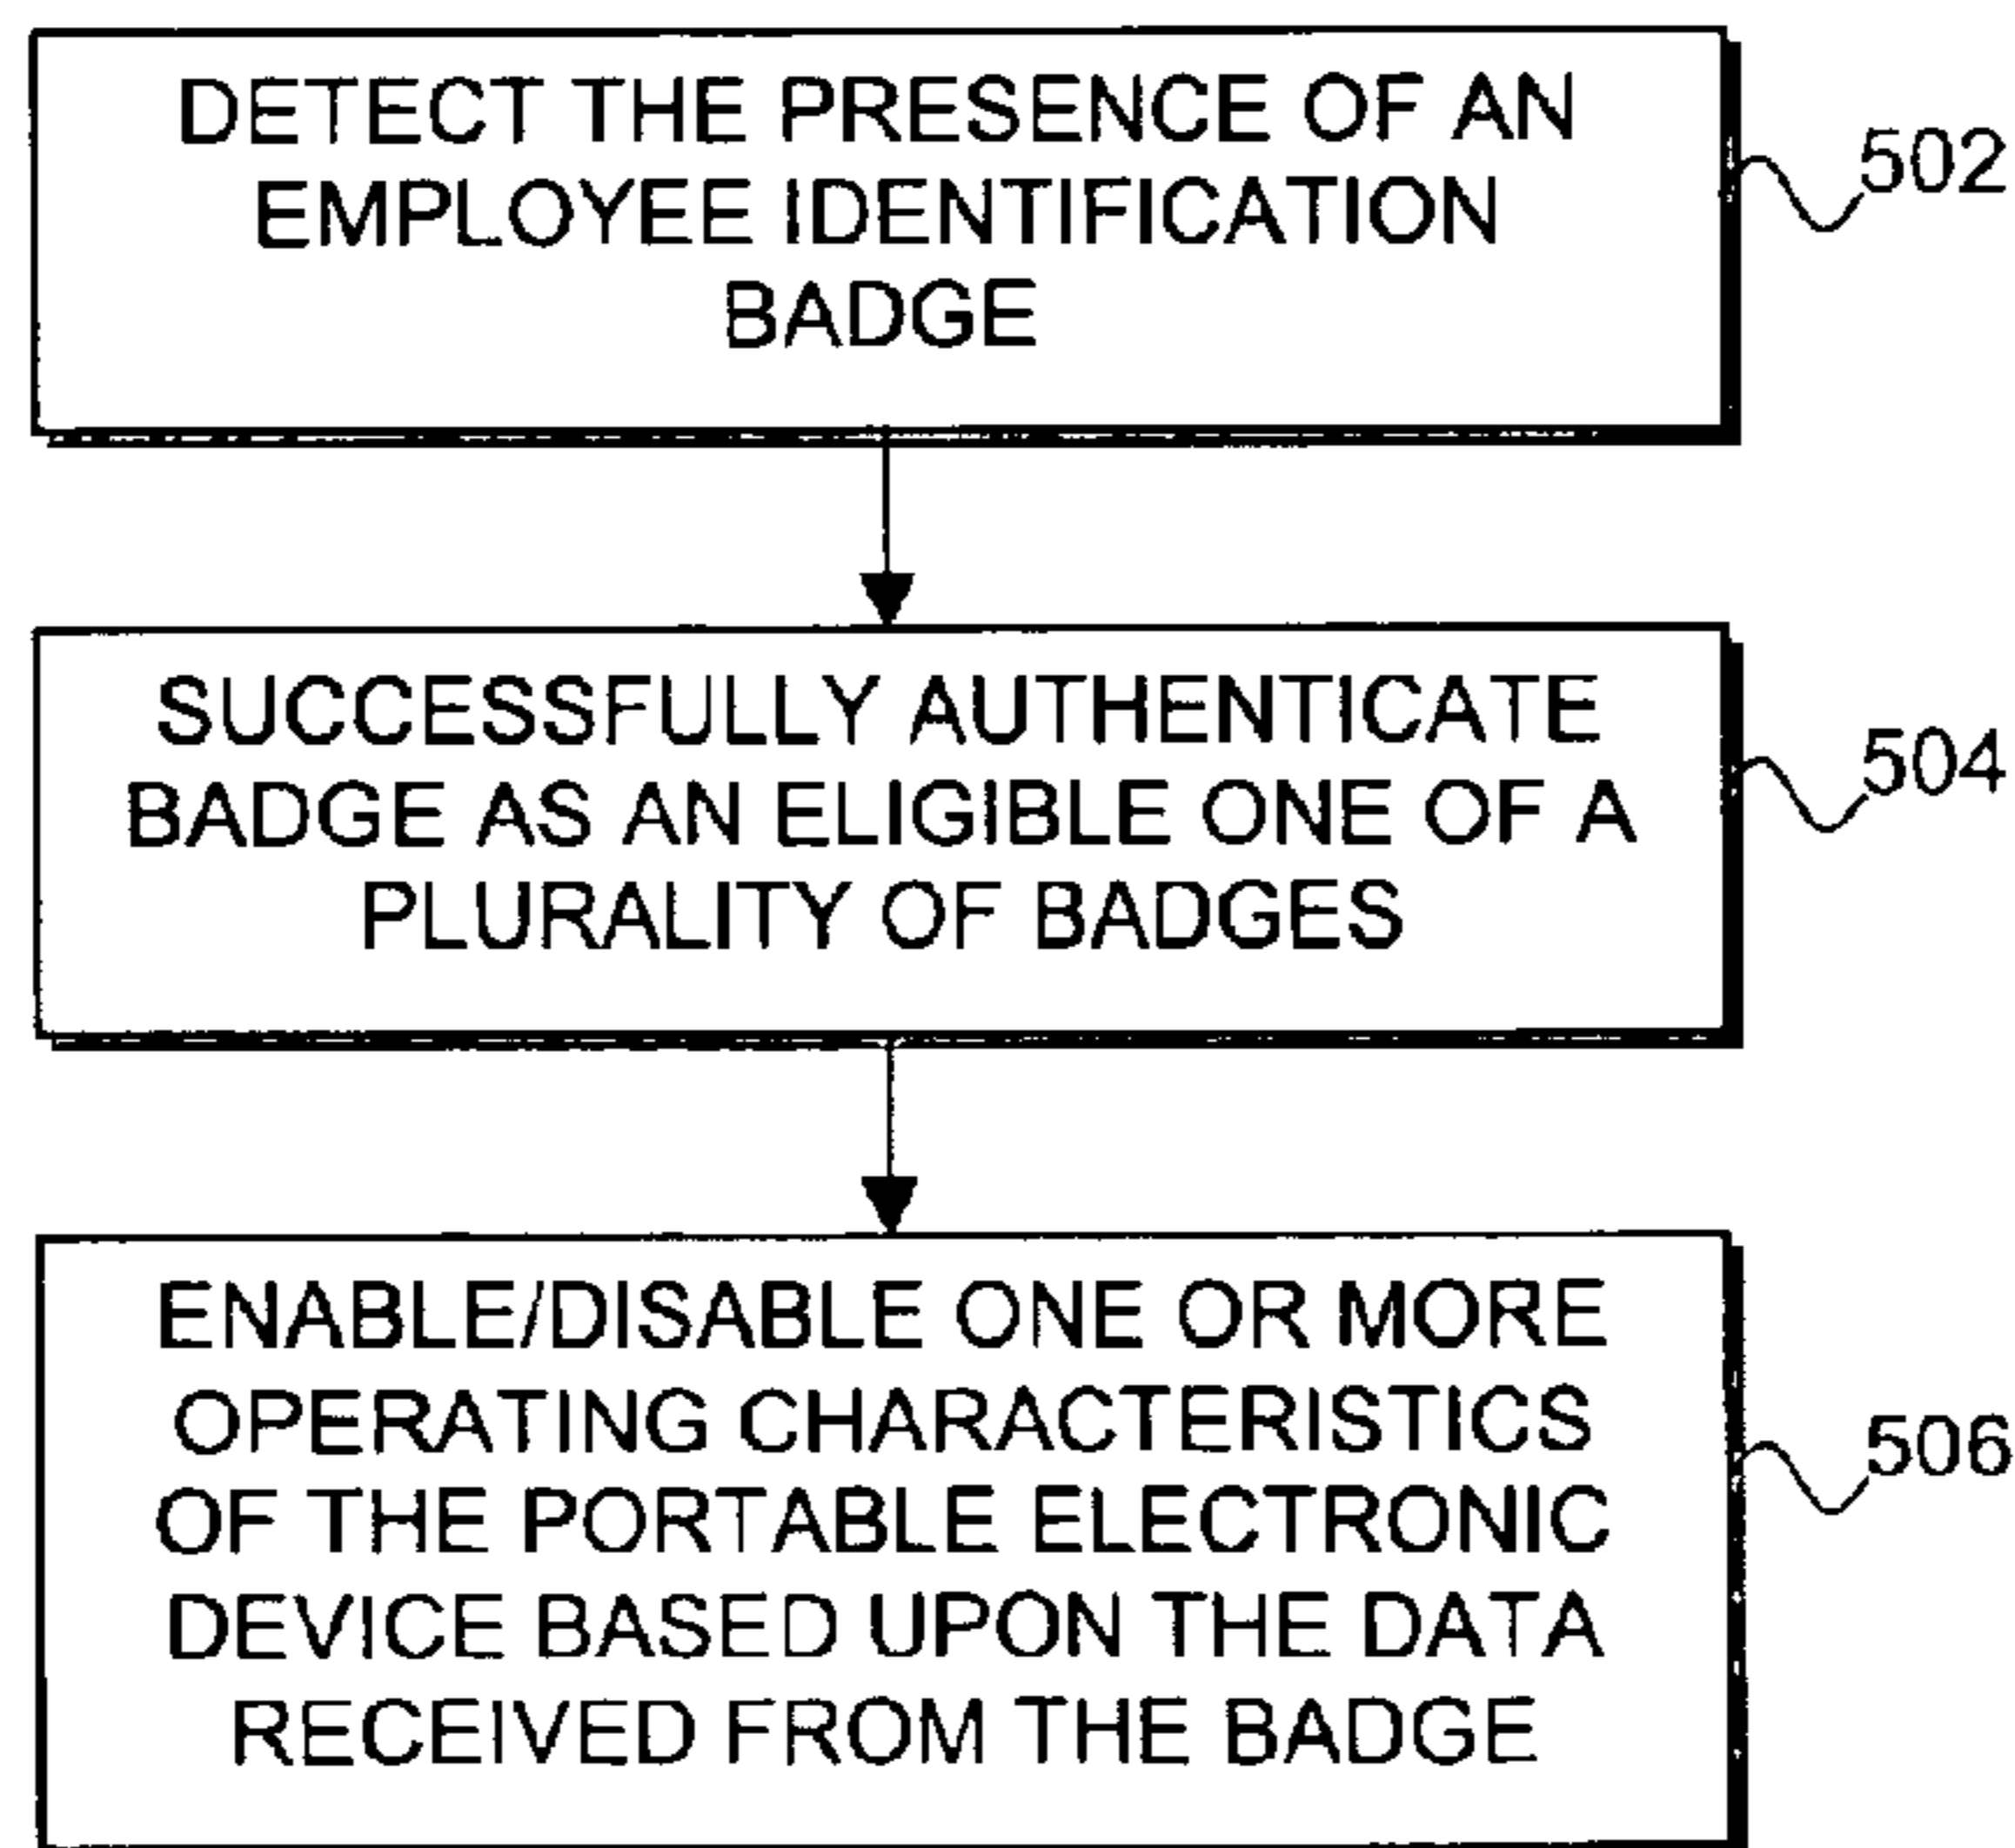 DETECT THE PRESENCE OF AN
EMPLOYEE IDENTIFICATION
BADGE
502
SUCCESSFULLY AUTHENTICATE
BADGE AS AN ELIGIBLE ONE OF A
PLURALITY OF BADGES
504
ENABLE/DISABLE ONE OR MORE
OPERATING CHARACTERISTICS
OF THE PORTABLE ELECTRONIC
DEVICE BASED UPON THE DATA
RECEIVED FROM THE BADGE
506